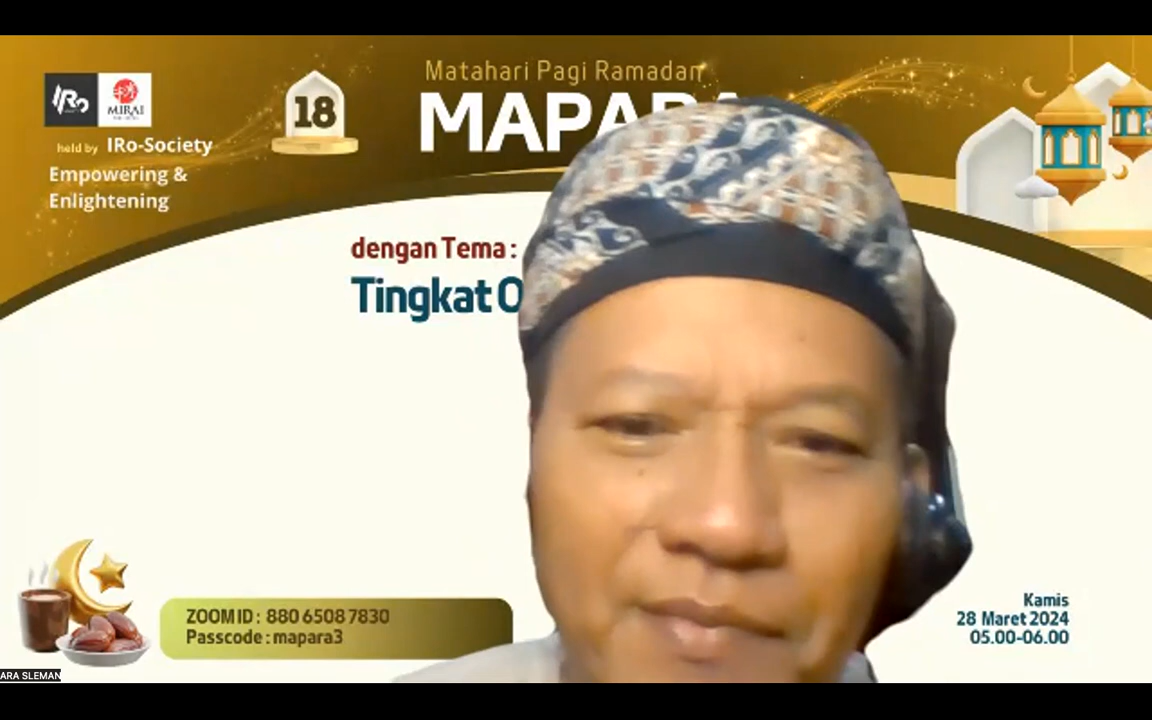 Matahari Pagi Ramadan
MAPARA
IRo
MIRAI
18
held by IRo-Society
Empowering &
Enlightening
dengan Tema :
Tingkat O
ZOOM ID : 880 6508 7830
Passcode : mapara3
Kamis
28 Maret 2024
05.00-06.00
ARA SLEMAN